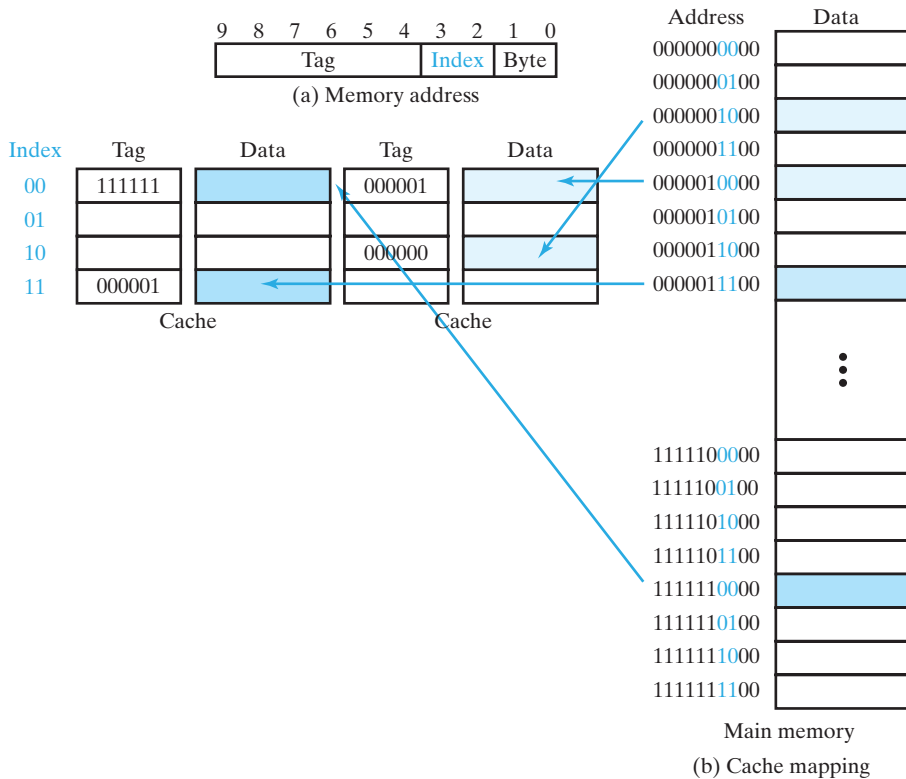 9 8 7 6 5 4 3 2 1 0
Tag Index Byte
(a) Memory address
Index Tag Data Tag Data
00 111111 000001
01
10 000000
11 000001
Cache Cache
Address Data
0000000000
0000000100
0000001000
0000001100
0000010000
0000010100
0000011000
0000011100
1111100000
1111100100
1111101000
1111101100
1111110000
1111110100
1111111000
1111111100
Main memory
(b) Cache mapping